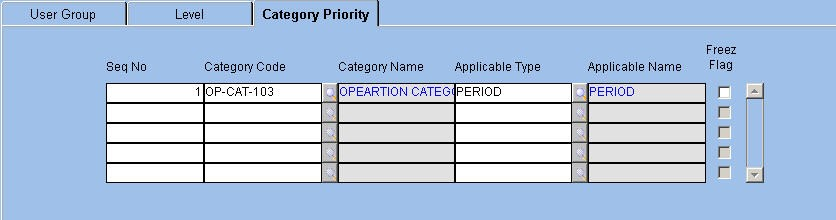 User Group Level Category Priority
Freez
Seq No Category Code Category Name Applicable Type Applicable Name Flag
1 OP-CAT-103 OPEARTION CATEG PERIOD PERIOD